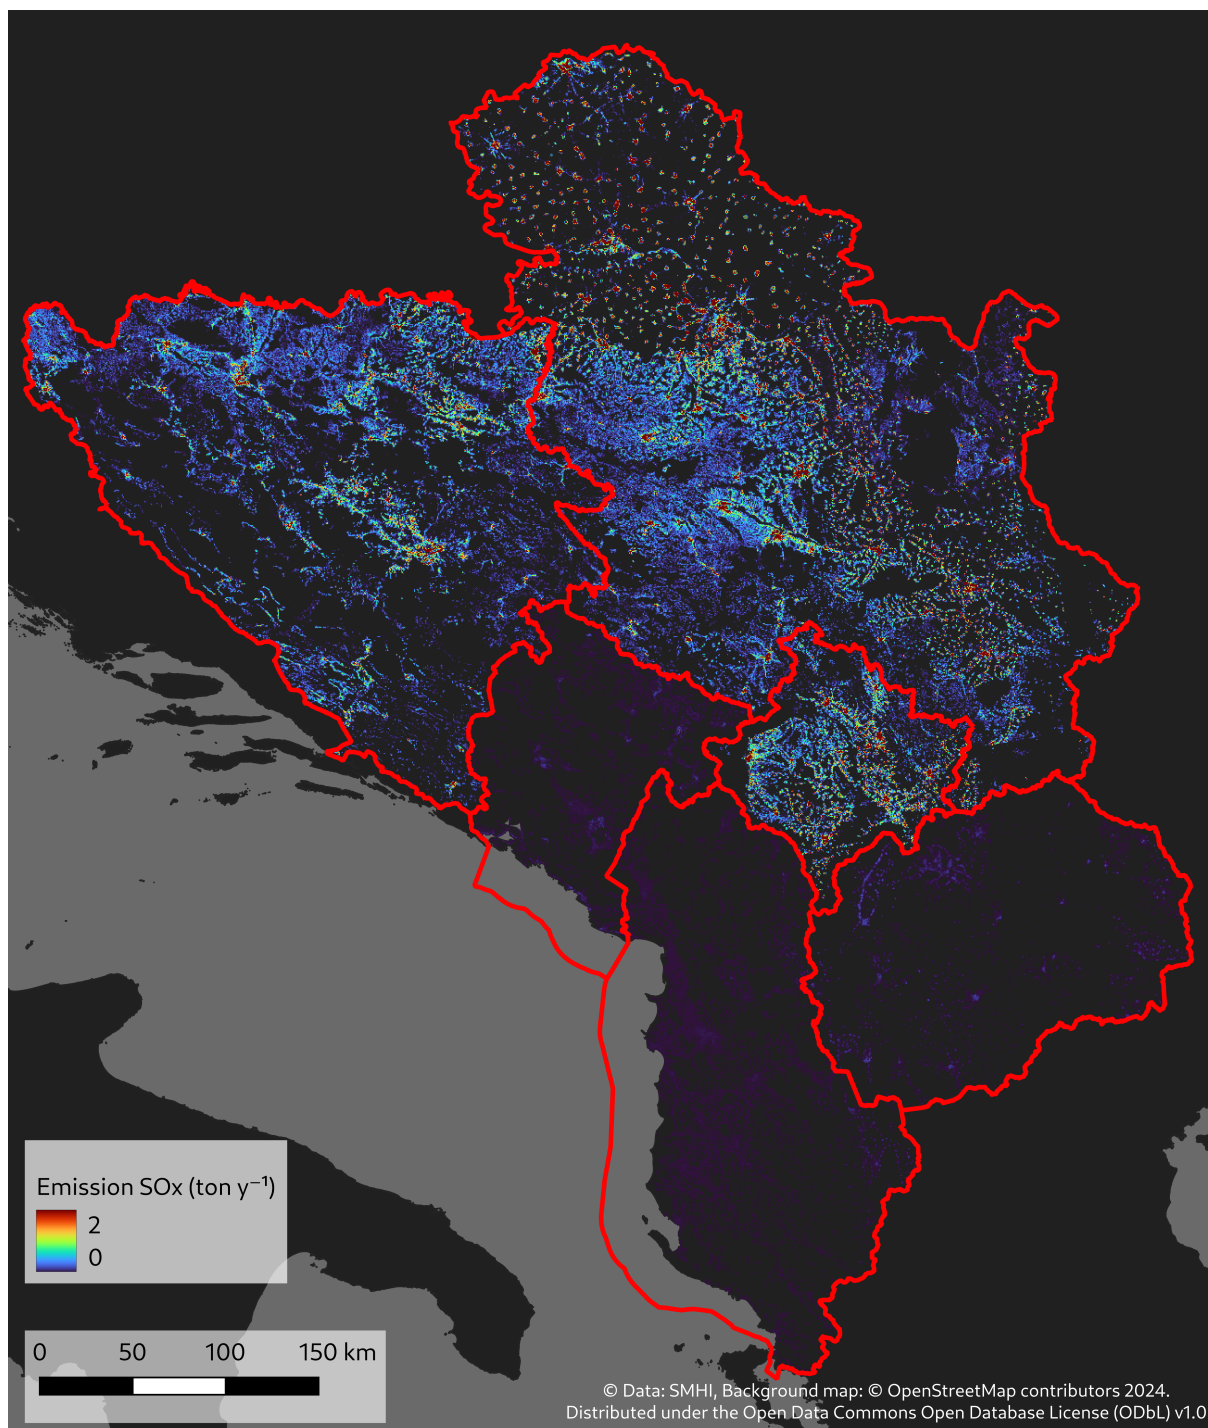 Emission SOx (ton y⁻¹)
2
0
0 50 100 150 km
© Data: SMHI, Background map: © OpenStreetMap contributors 2024.
Distributed under the Open Data Commons Open Database License (ODbL) v1.0